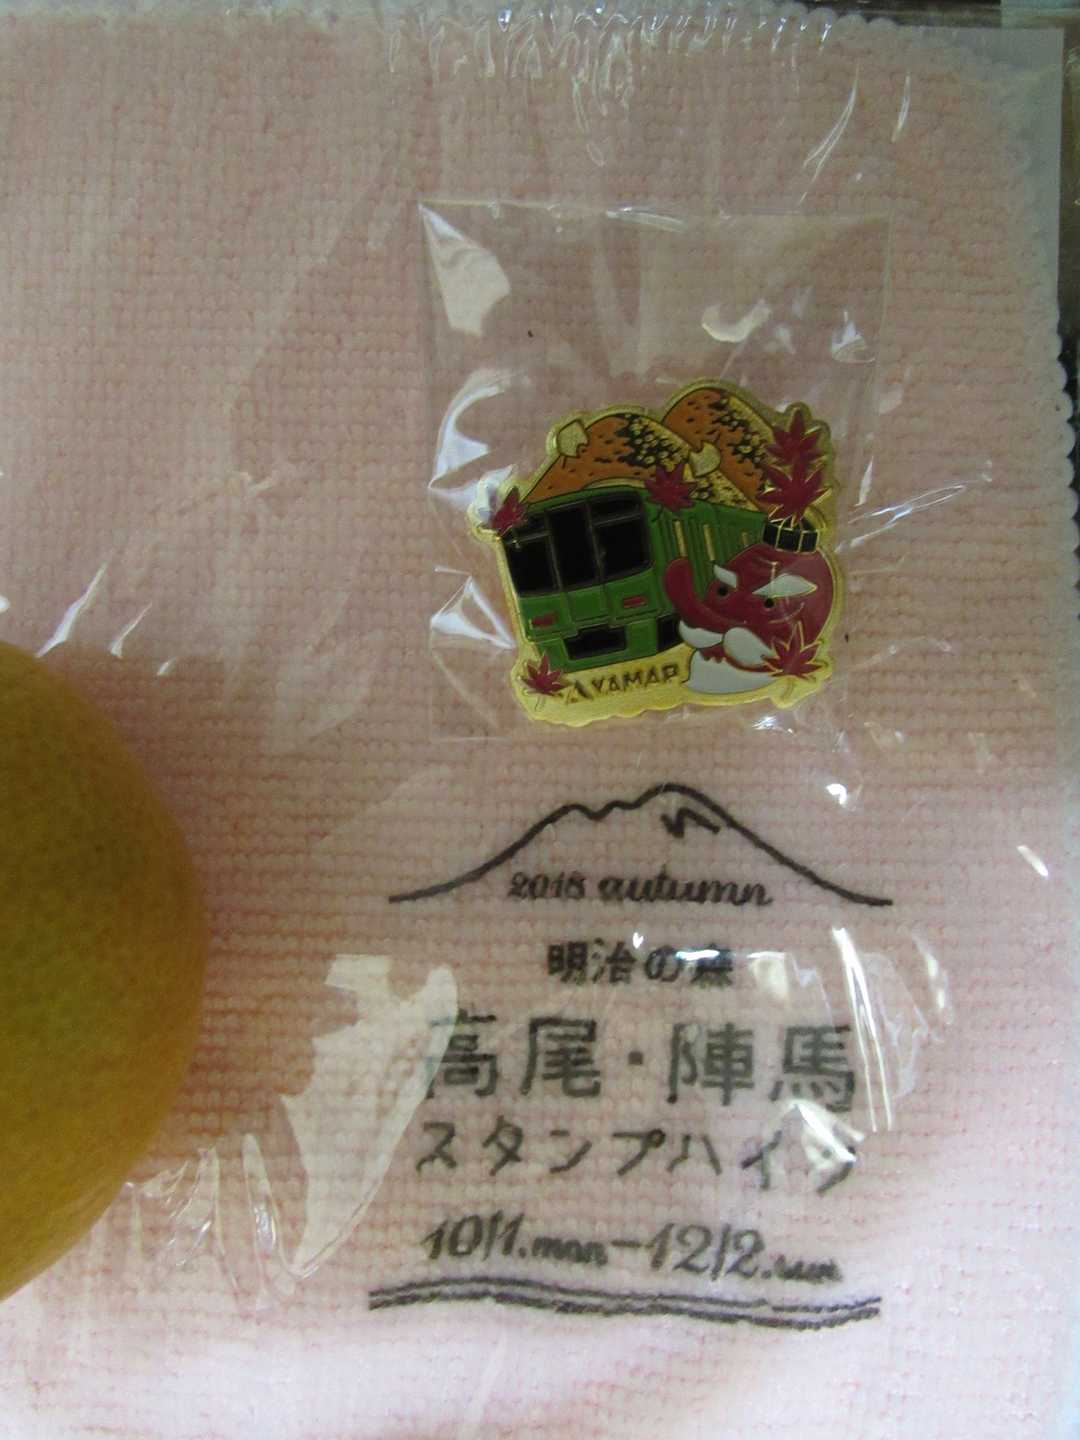 YAMAP
2018 autumn
明治の森
高尾・陣馬
スタンプハイク
10/1.mon-12/2.sun